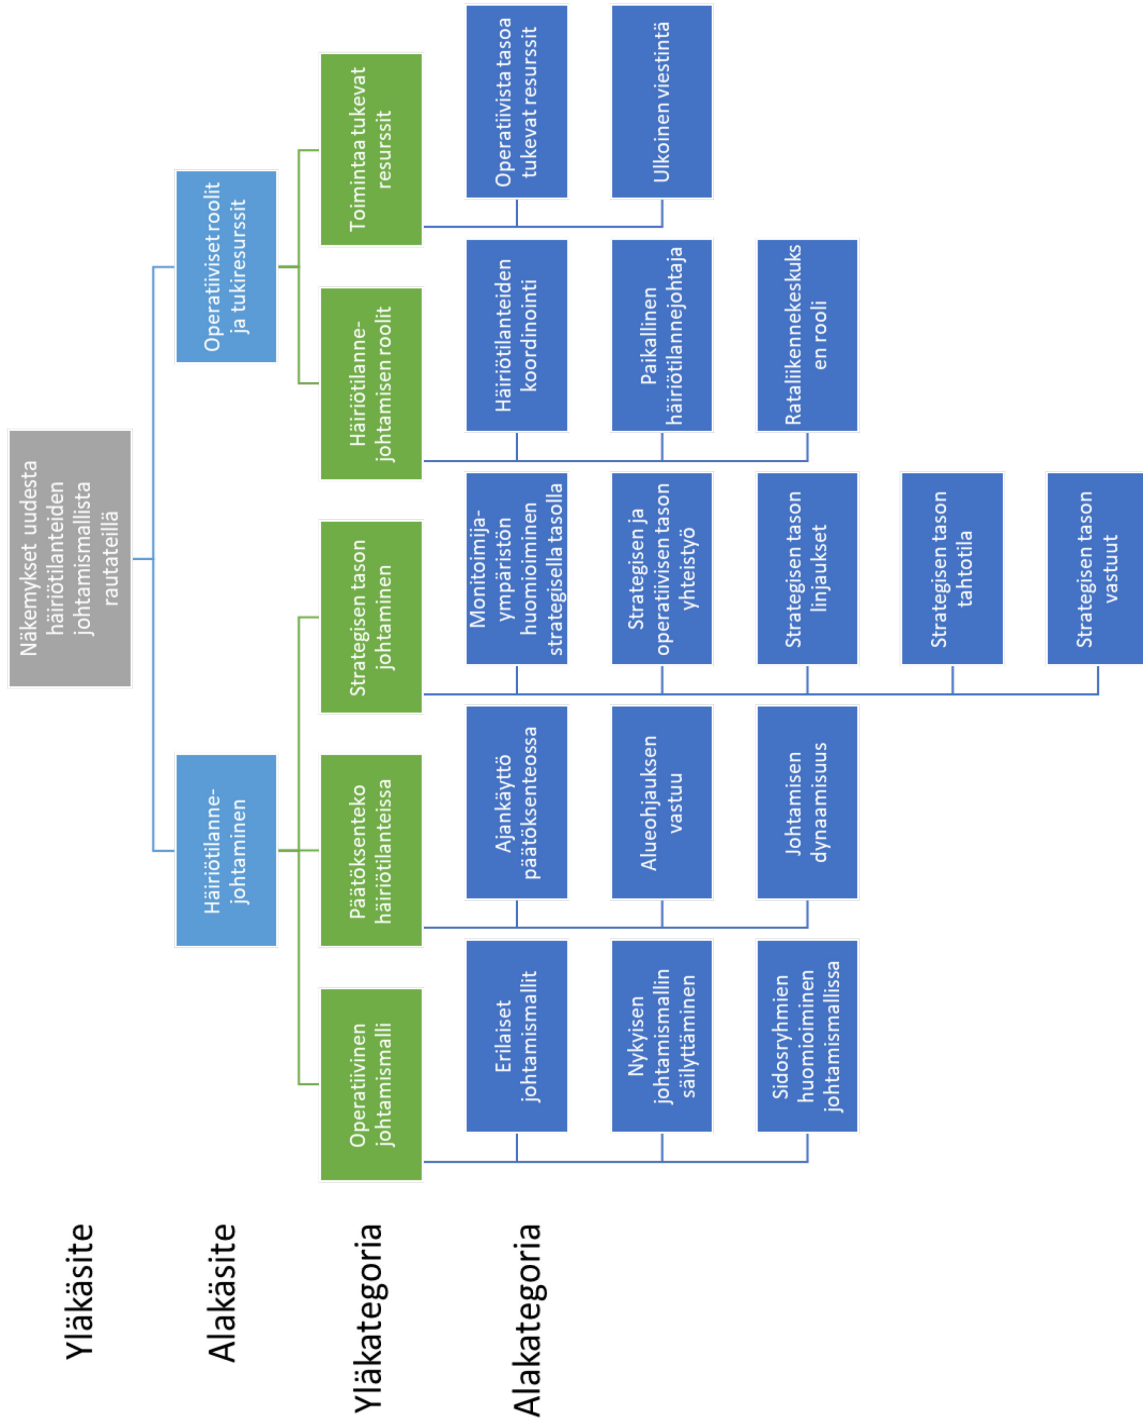 Yläkäsite
Näkemykset uudesta
häiriötilanteiden
johtamismallista
rautateillä
Alakäsite
Häiriötilanne-
johtaminen
Operatiiviset roolit
ja tukiresurssit
Yläkategoria
Operatiivinen
johtamismalli
Päätöksenteko
häiriötilanteissa
Strategisen tason
johtaminen
Häiriötilanne-
johtamisen roolit
Toimintaa tukevat
resurssit
Alakategoria
Erilaiset
johtamismallit
Nykyisen
johtamismallin
säilyttäminen
Sidosryhmien
huomioiminen
johtamismallissa
Ajankäyttö
päätöksenteossa
Alueohjauksen
vastuu
Johtamisen
dynaamisuus
Monitoimija-
ympäristön
huomioiminen
strategisella tasolla
Strategisen ja
operatiivisen tason
yhteistyö
Strategisen tason
linjaukset
Strategisen tason
tahtotila
Strategisen tason
vastuut
Häiriötilanteiden
koordinointi
Paikallinen
häiriötilannejohtaja
Rataliikennekeskuks
en rooli
Operatiivista tasoa
tukevat resurssit
Ulkoinen viestintä